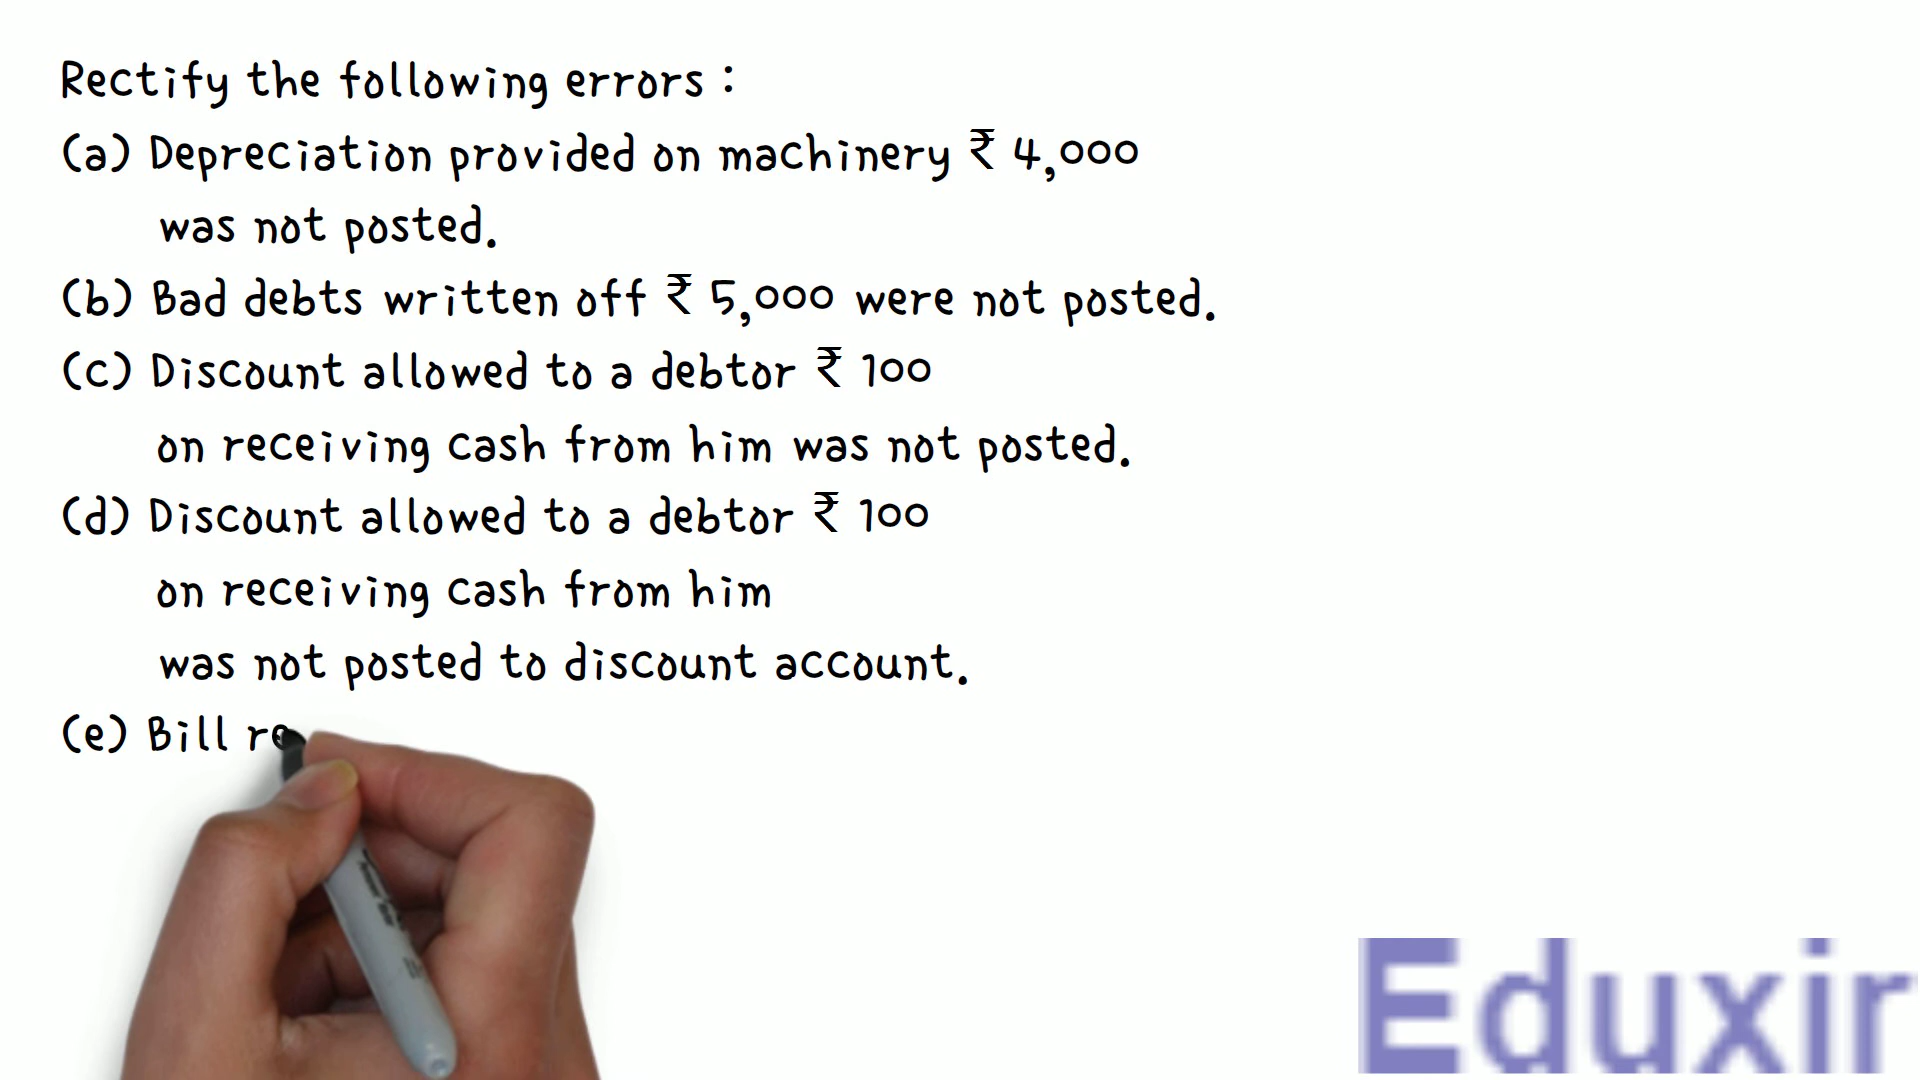 Rectify the following errors :
(a) Depreciation provided on machinery ₹ 4,000
was not posted.
(b) Bad debts written off ₹ 5,000 were not posted.
(c) Discount allowed to a debtor ₹ 100
on receiving cash from him was not posted.
(d) Discount allowed to a debtor ₹ 100
on receiving cash from him
was not posted to discount account.
(e) Bill
Eduxir